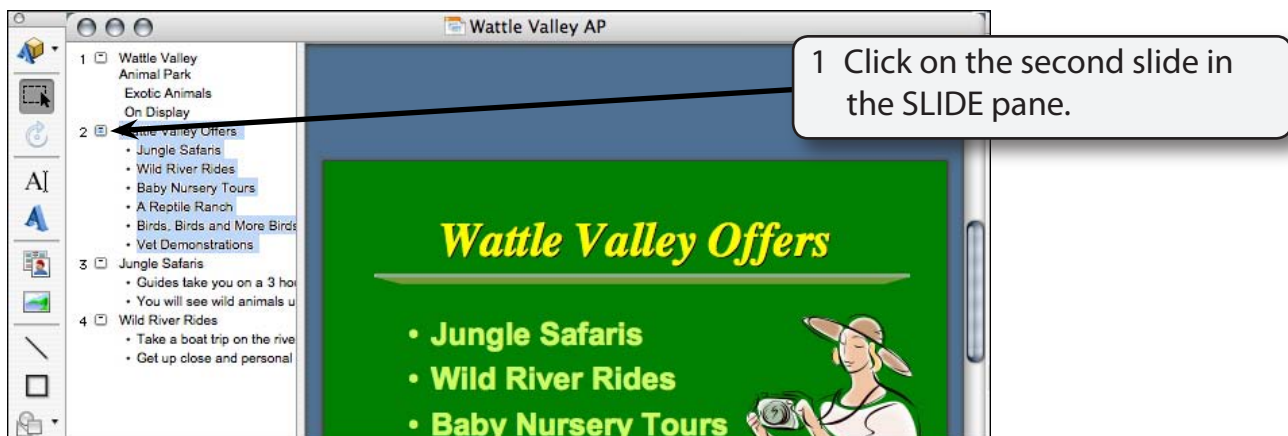 Wattle Valley AP
1 Wattle Valley
Animal Park
Exotic Animals
On Display
2 Wattle Valley Offers
• Jungle Safaris
• Wild River Rides
• Baby Nursery Tours
• A Reptile Ranch
• Birds, Birds and More Birds
• Vet Demonstrations
3 Jungle Safaris
• Guides take you on a 3 hou
• You will see wild animals u
4 Wild River Rides
• Take a boat trip on the rive
• Get up close and personal
1 Click on the second slide in
the SLIDE pane.
Wattle Valley Offers
• Jungle Safaris
• Wild River Rides
• Baby Nursery Tours
A
A